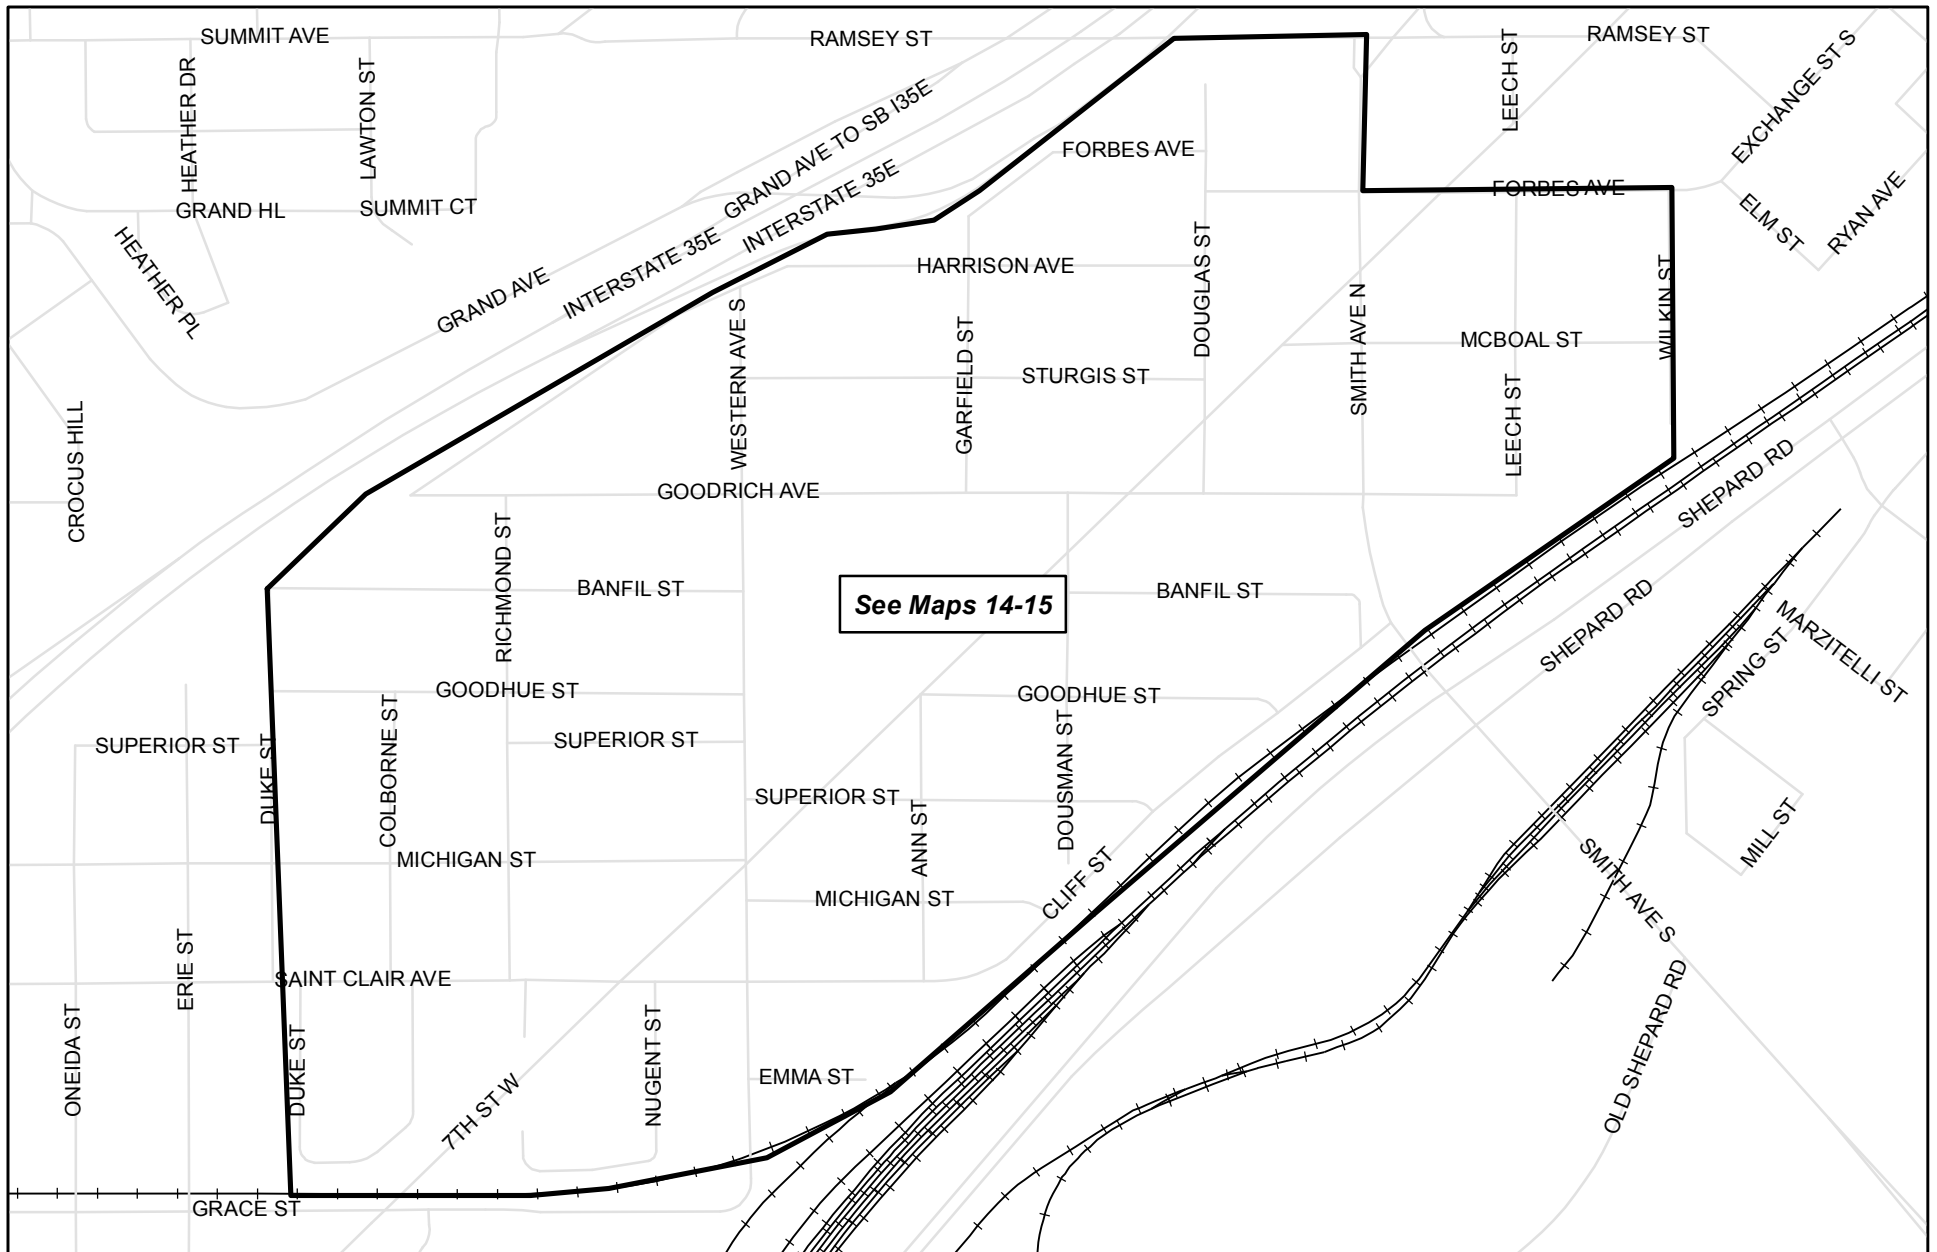 SUMMIT AVE
RAMSEY ST
RAMSEY ST
LEECH ST
EXCHANGE ST S
HEATHER DR
LAWTON ST
GRAND AVE TO SB I35E
FORBES AVE
INTERSTATE 35E
FORBES AVE
GRAND HL
SUMMIT CT
ELM ST
RYAN AVE
HEATHER PL
INTERSTATE 35E
HARRISON AVE
DOUGLAS ST
WILKIN ST
GRAND AVE
WESTERN AVE S
GARFIELD ST
SMITH AVE N
MCBOAL ST
STURGIS ST
LEECH ST
CROCUS HILL
GOODRICH AVE
SHEPARD RD
RICHMOND ST
BANFIL ST
See Maps 14-15
BANFIL ST
SHEPARD RD
MARZITELLI ST
SPRING ST
GOODHUE ST
GOODHUE ST
COLBORNE ST
DOUSMAN ST
SUPERIOR ST
DUKE ST
SUPERIOR ST
SUPERIOR ST
ANN ST
MILL ST
MICHIGAN ST
CLIFF ST
MICHIGAN ST
SMITH AVE S
ERIE ST
SAINT CLAIR AVE
ONEIDA ST
DUKE ST
NUGENT ST
EMMA ST
OLD SHEPARD RD
7TH ST W
GRACE ST